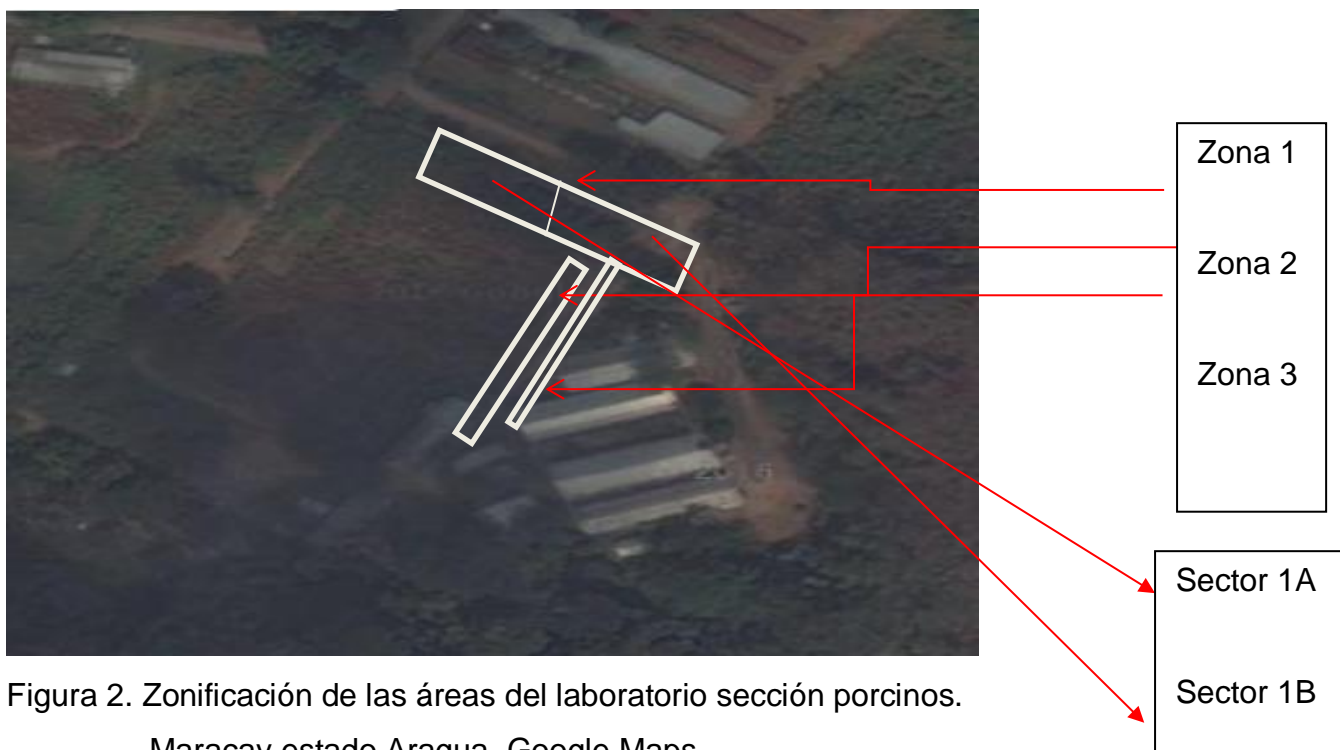 Zona 1
Zona 2
Zona 3
Sector 1A
Sector 1B
Figura 2. Zonificación de las áreas del laboratorio sección porcinos.
Maracay estado Aragua. Google Maps